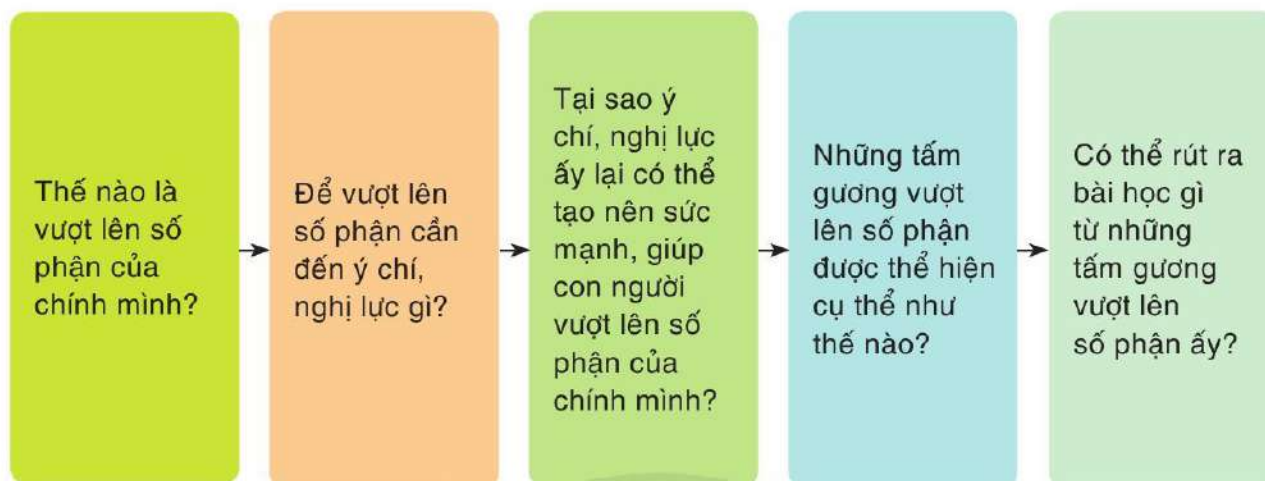 Thế nào là
vượt lên số
phận của
chính mình?
Để vượt lên
số phận cần
đến ý chí,
nghị lực gì?
Tại sao ý
chí, nghị lực
ấy lại có thể
tạo nên sức
mạnh, giúp
con người
vượt lên số
phận của
chính mình?
Những tấm
gương vượt
lên số phận
được thể hiện
cụ thể như
thế nào?
Có thể rút ra
bài học gì
từ những
tấm gương
vượt lên
số phận ấy?